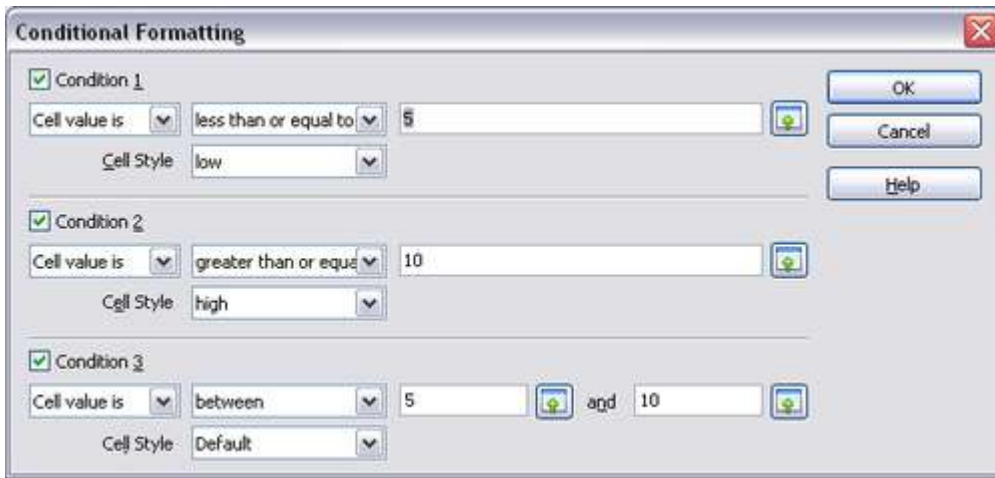 Conditional Formatting
Condition 1
Cell value is less than or equal to 5
Cell Style low
Condition 2
Cell value is greater than or equa 10
Cell Style high
Condition 3
Cell value is between 5 and 10
Cell Style Default
OK
Cancel
Help